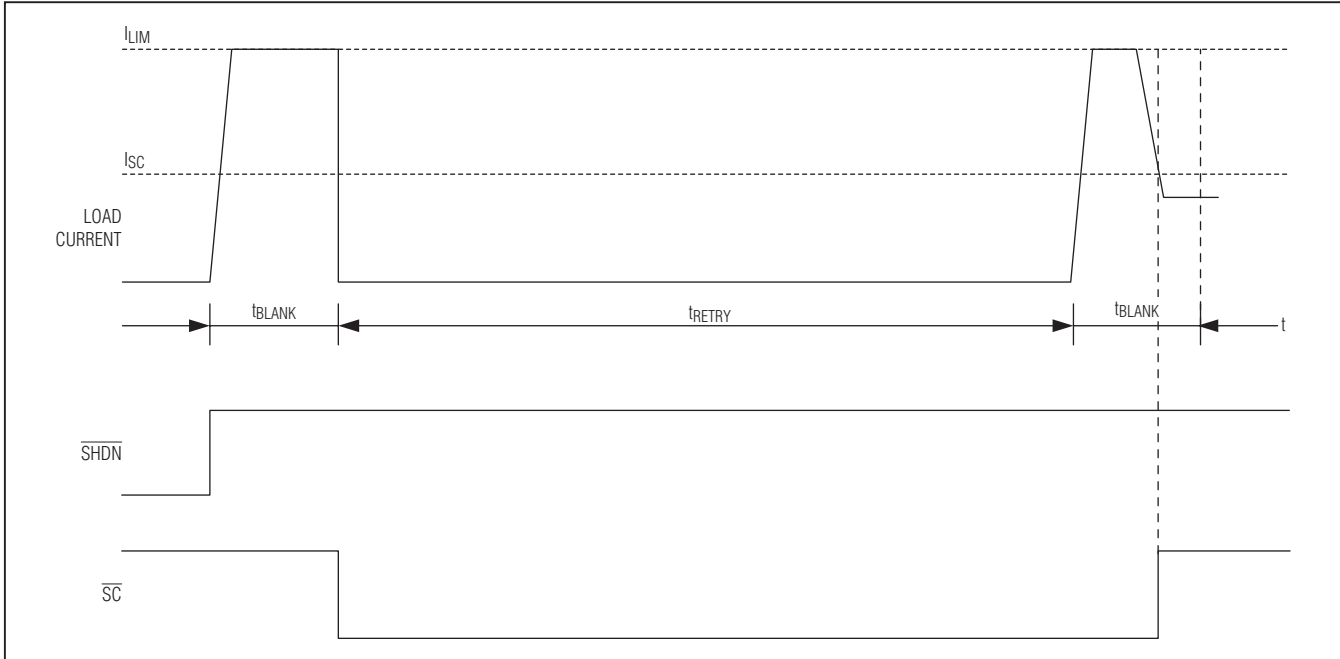 ILIM
ISC
LOAD
CURRENT
tBLANK
tRETRY
tBLANK
t
SHDN
SC